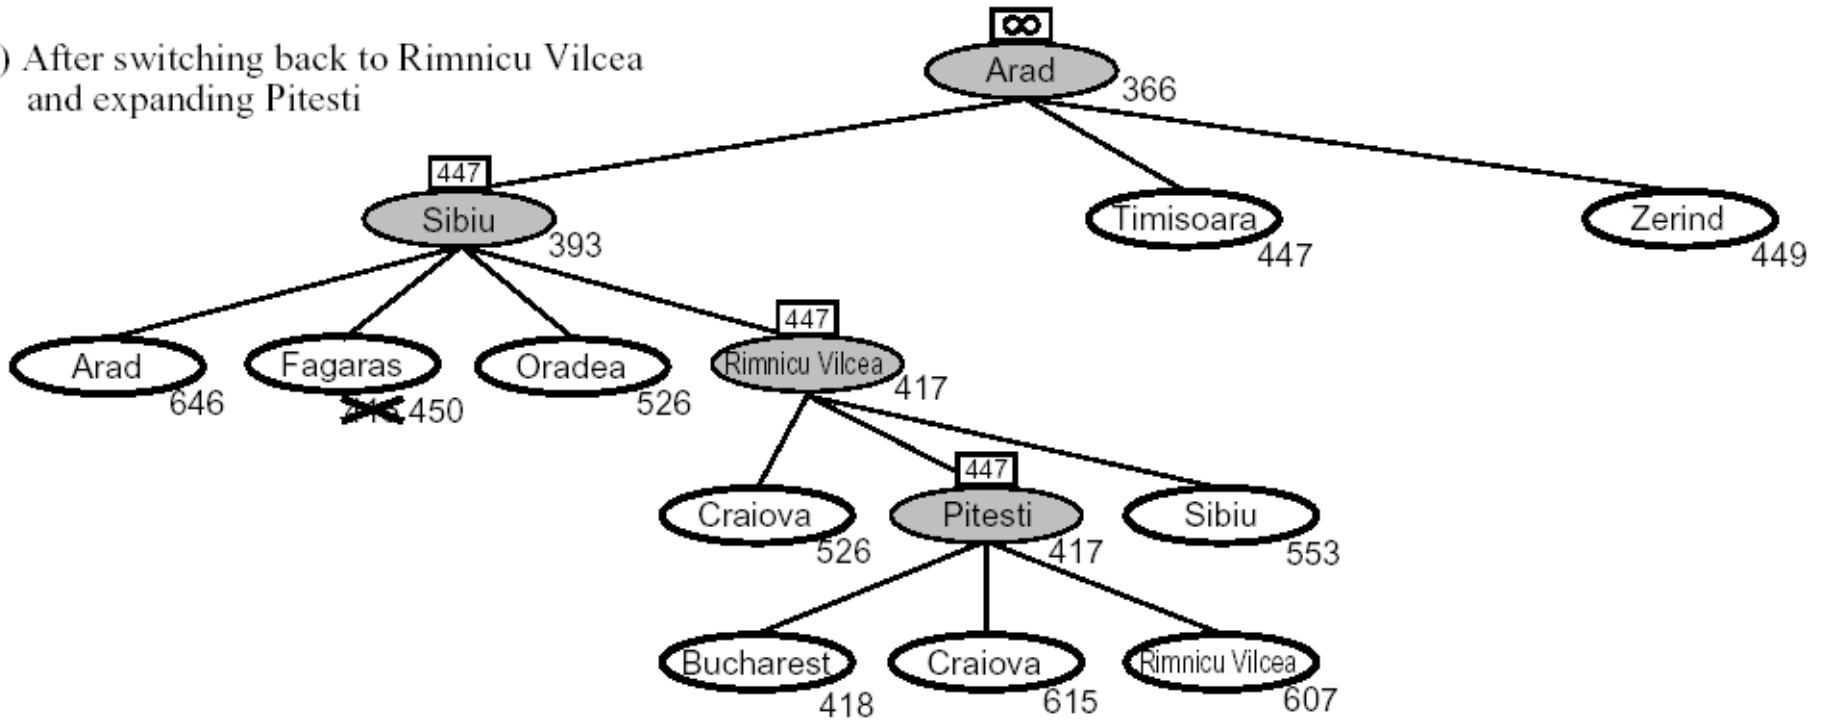 ∞
) After switching back to Rimnicu Vilcea
and expanding Pitesti
Arad
366
447
Sibiu
393
Timisoara
447
Zerind
449
Arad
646
Fagaras
450
Oradea
526
447
Rimnicu Vilcea
417
Craiova
526
447
Pitesti
417
Sibiu
553
Bucharest
418
Craiova
615
Rimnicu Vilcea
607